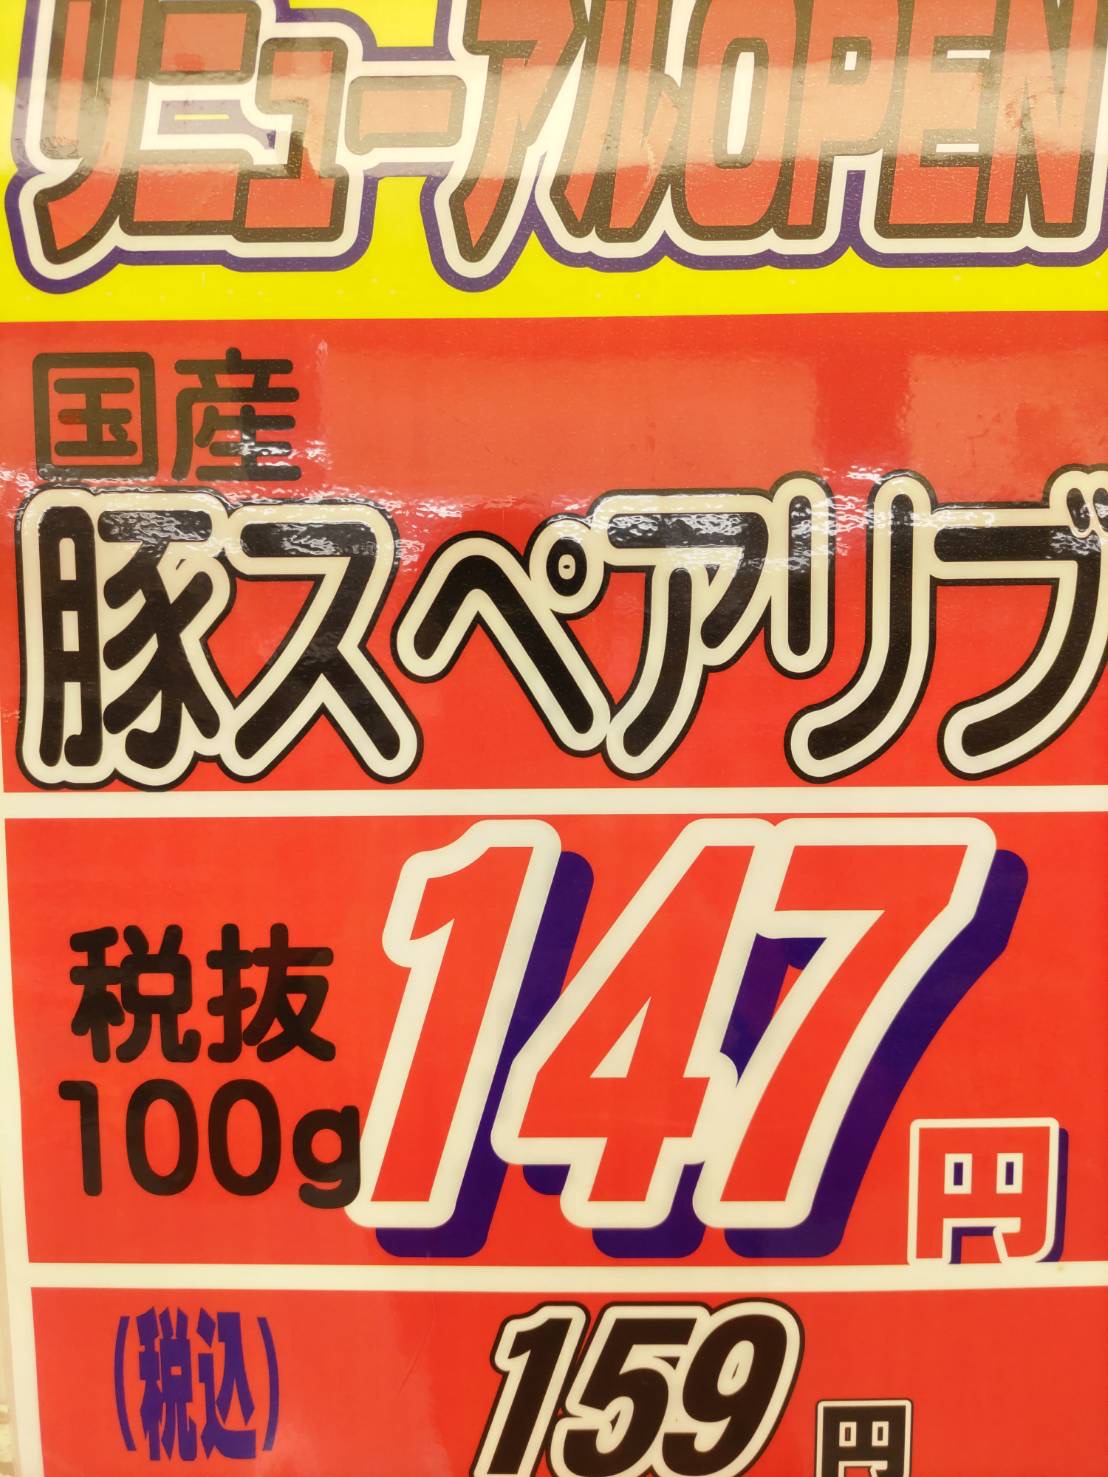 リニューアルOPEN
国産
豚スペアリブ
税抜
100g
147円
(税込)
159円